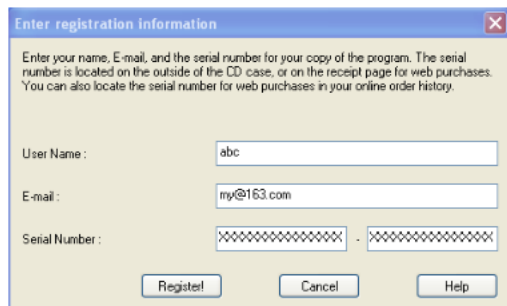 Enter registration information
Enter your name, E-mail, and the serial number for your copy of the program. The serial
number is located on the outside of the CD case, or on the receipt page for web purchases.
You can also locate the serial number for web purchases in your online order history.
User Name : abc
E-mail : my@163.com
Serial Number : XXXXXXXXXXXXXXXX - XXXXXXXXXXXXXXXX
Register! Cancel Help